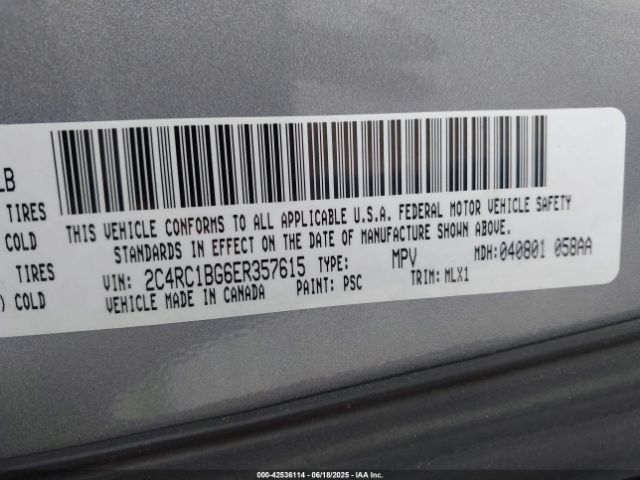 LB
TIRES
COLD
TIRES
) COLD
THIS VEHICLE CONFORMS TO ALL APPLICABLE U.S.A. FEDERAL MOTOR VEHICLE SAFETY
STANDARDS IN EFFECT ON THE DATE OF MANUFACTURE SHOWN ABOVE.
VIN: 2C4RC1BG6ER357615 TYPE: MPV MDH:040801 058AA
VEHICLE MADE IN CANADA PAINT: PSC TRIM: MLX1
000-42536114 | 06/18/2025 | IAA Inc.